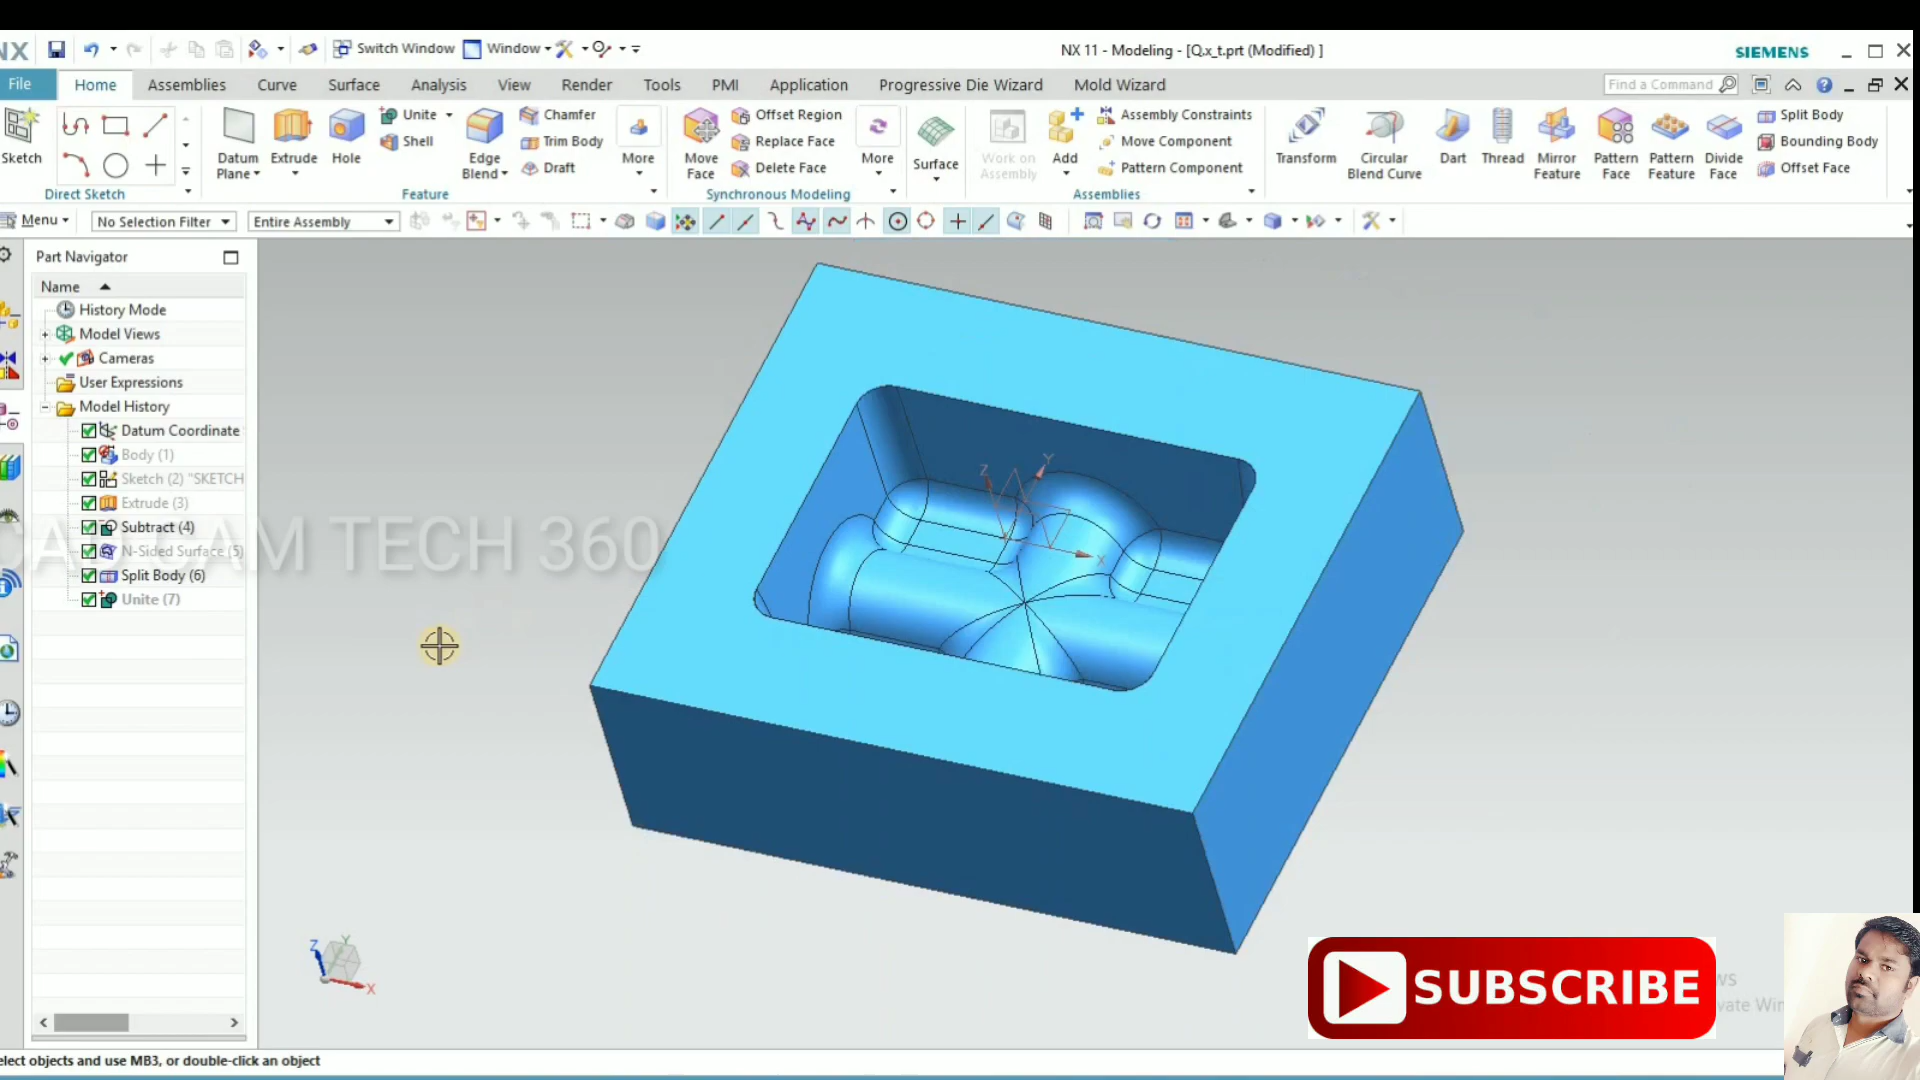 NX Switch Window Window NX 11 - Modeling - [Q.x_t.prt (Modified) ] SIEMENS
File Home Assemblies Curve Surface Analysis View Render Tools PMI Application Progressive Die Wizard Mold Wizard Find a Command
Sketch Datum Plane Extrude Hole Unite Shell Edge Blend Chamfer Trim Body Draft More Move Face Offset Region Replace Face Delete Face More Surface Work on Assembly Add Assembly Constraints Move Component Pattern Component Transform Circular Blend Curve Dart Thread Mirror Feature Pattern Face Pattern Feature Divide Face Split Body Bounding Body Offset Face
Direct Sketch Feature Synchronous Modeling Assemblies
Menu No Selection Filter Entire Assembly
Part Navigator
Name
History Mode
Model Views
Cameras
User Expressions
Model History
Datum Coordinate
Body (1)
Sketch (2) "SKETCH
Extrude (3)
Subtract (4)
N-Sided Surface (5)
Split Body (6)
Unite (7)
CAD CAM TECH 360
Z Y
X
Z Y
X
SUBSCRIBE
elect objects and use MB3, or double-click an object